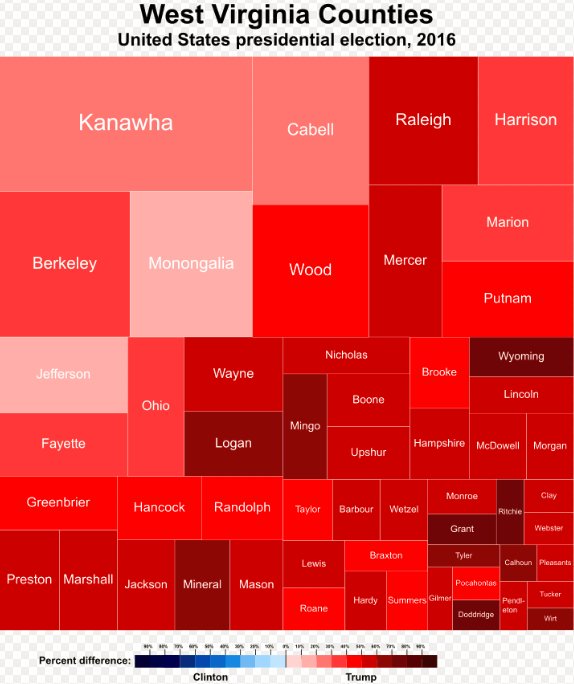 West Virginia Counties
United States presidential election, 2016
Kanawha
Cabell
Raleigh
Harrison
Berkeley
Monongalia
Wood
Mercer
Marion
Putnam
Jefferson
Ohio
Wayne
Nicholas
Brooke
Wyoming
Lincoln
Mingo
Boone
Fayette
Logan
Upshur
Hampshire
McDowell
Morgan
Greenbrier
Hancock
Randolph
Taylor
Barbour
Wetzel
Monroe
Ritchie
Clay
Grant
Webster
Preston
Marshall
Jackson
Mineral
Mason
Lewis
Braxton
Tyler
Calhoun
Pleasants
Roane
Hardy
Summers
Gilmer
Pocahontas
Doddridge
Pendl-
eton
Tucker
Wirt
90% 80% 70% 60% 50% 40% 30% 20% 10% 0% 10% 20% 30% 40% 50% 60% 70% 80% 90%
Percent difference:
Clinton Trump